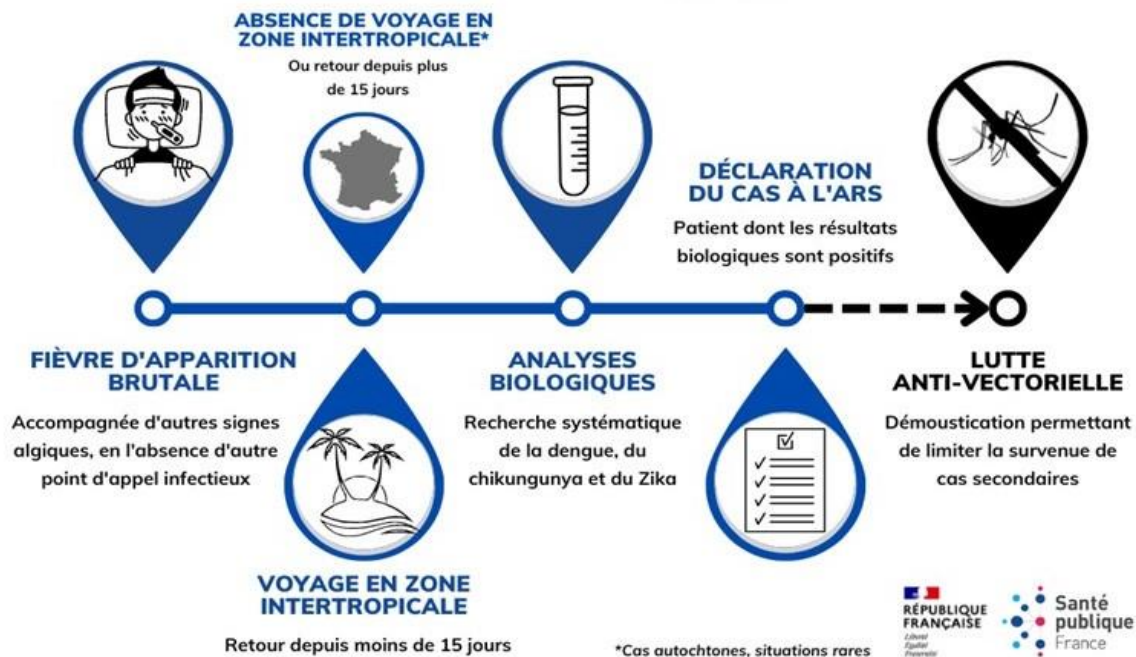 ABSENCE DE VOYAGE EN
ZONE INTERTROPICALE*
Ou retour depuis plus
de 15 jours
DÉCLARATION
DU CAS À L'ARS
Patient dont les résultats
biologiques sont positifs
FIÈVRE D'APPARITION
BRUTALE
Accompagnée d'autres signes
algiques, en l'absence d'autre
point d'appel infectieux
ANALYSES
BIOLOGIQUES
Recherche systématique
de la dengue, du
chikungunya et du Zika
LUTTE
ANTI-VECTORIELLE
Démoustication permettant
de limiter la survenue de
cas secondaires
VOYAGE EN ZONE
INTERTROPICALE
Retour depuis moins de 15 jours
*Cas autochtones, situations rares
RÉPUBLIQUE
FRANÇAISE
Liberté
Égalité
Fraternité
Santé
publique
France